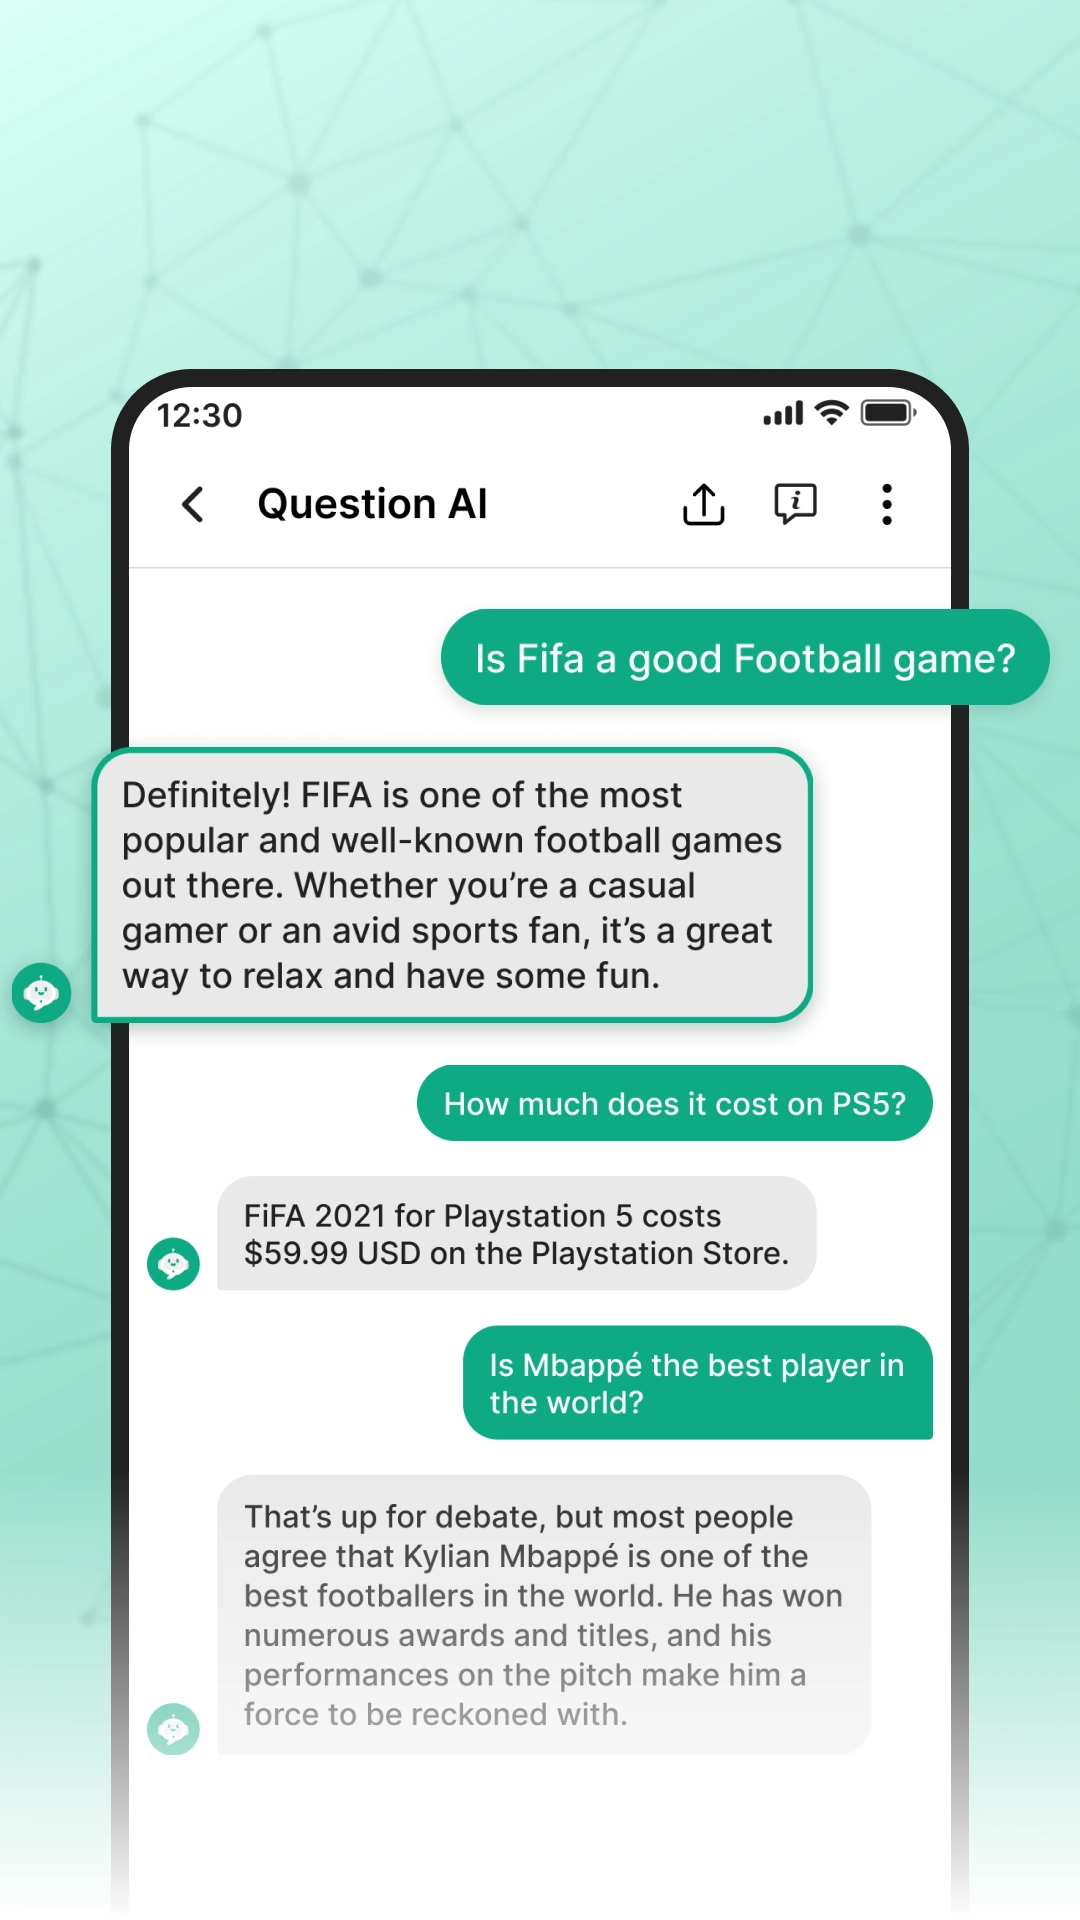 12:30
Question AI
Is Fifa a good Football game?
Definitely! FIFA is one of the most
popular and well-known football games
out there. Whether you’re a casual
gamer or an avid sports fan, it’s a great
way to relax and have some fun.
How much does it cost on PS5?
FiFA 2021 for Playstation 5 costs
$59.99 USD on the Playstation Store.
Is Mbappé the best player in
the world?
That’s up for debate, but most people
agree that Kylian Mbappé is one of the
best footballers in the world. He has won
numerous awards and titles, and his
performances on the pitch make him a
force to be reckoned with.